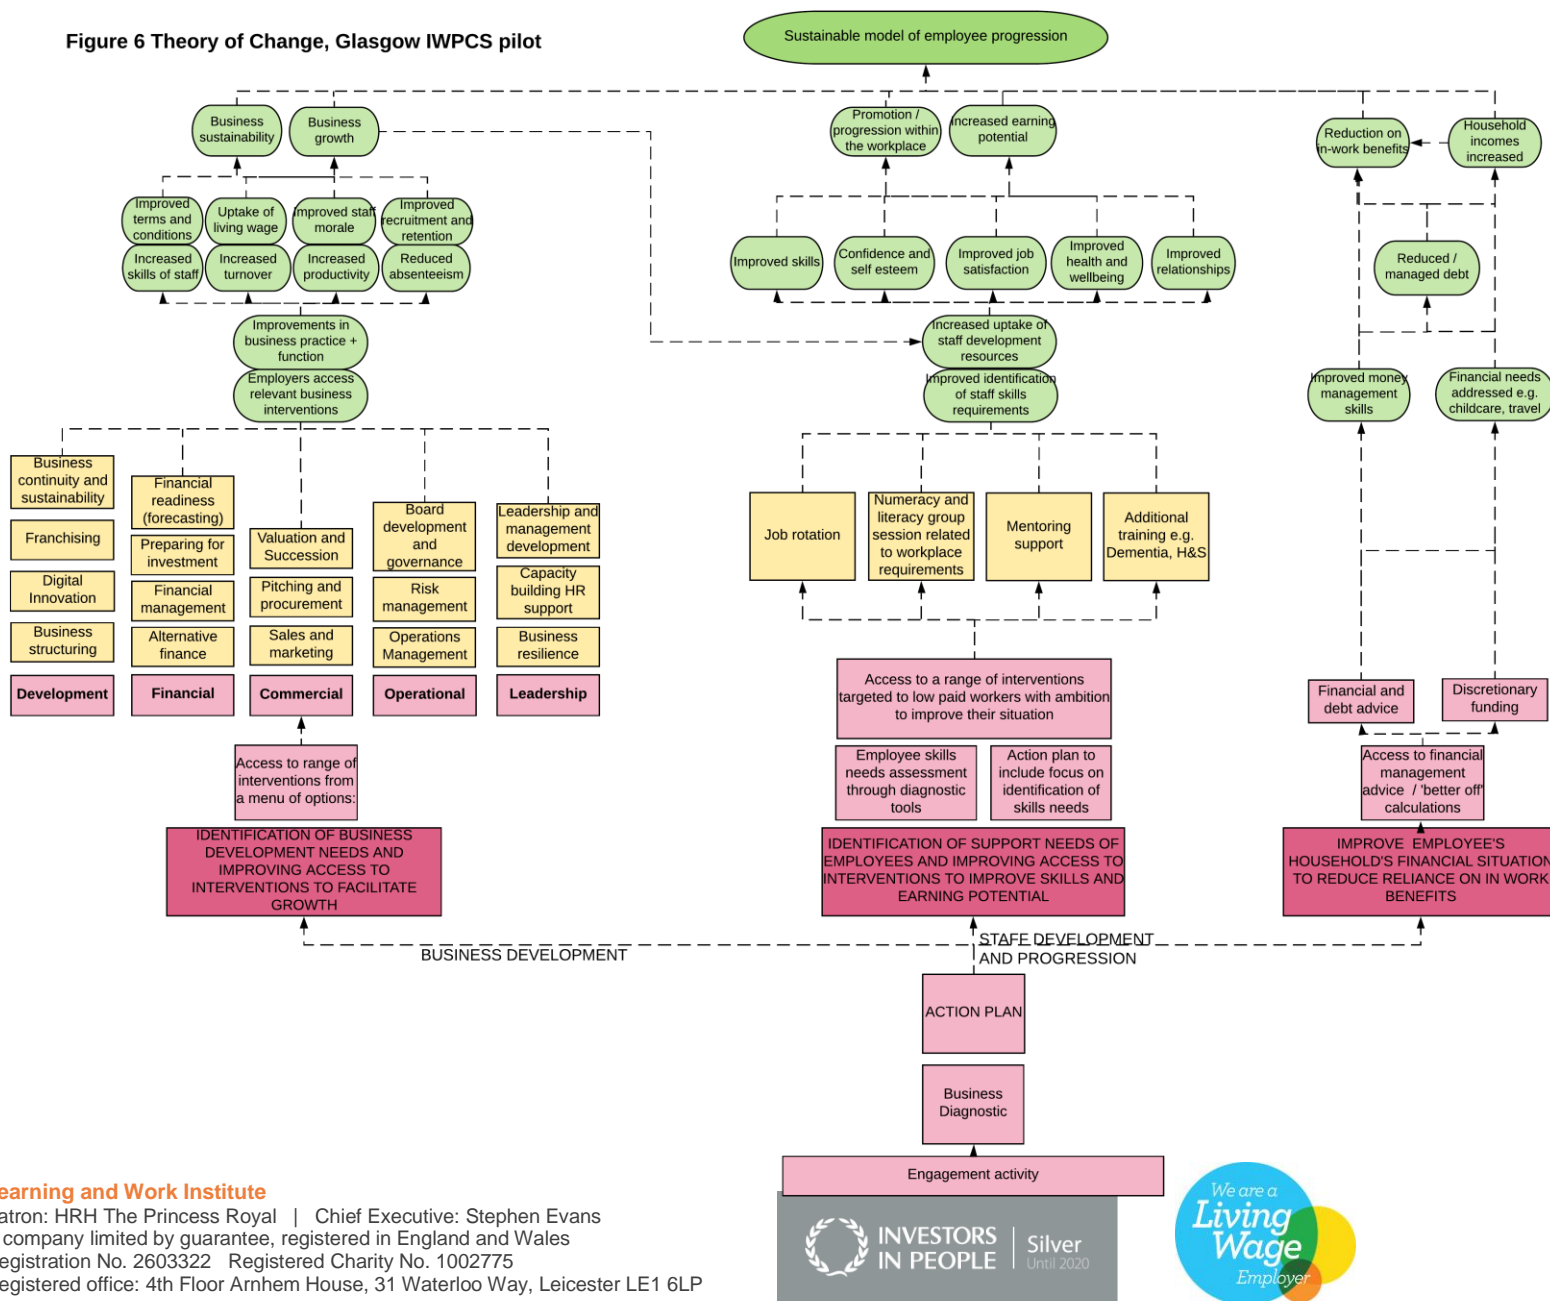 Figure 6 Theory of Change, Glasgow IWPCS pilot
Sustainable model of employee progression
Business
sustainability
Business
growth
Promotion /
progression within
the workplace
Increased earning
potential
Reduction on
in-work benefits
Household
incomes
increased
Improved
terms and
conditions
Uptake of
living wage
Improved staff
morale
Improved
recruitment and
retention
Increased
skills of staff
Increased
turnover
Increased
productivity
Reduced
absenteeism
Improved skills
Confidence and
self esteem
Improved job
satisfaction
Improved
health and
wellbeing
Improved
relationships
Reduced /
managed debt
Improvements in
business practice +
function
Employers access
relevant business
interventions
Increased uptake of
staff development
resources
Improved identification
of staff skills
requirements
Improved money
management
skills
Financial needs
addressed e.g.
childcare, travel
Business
continuity and
sustainability
Franchising
Digital
Innovation
Business
structuring
Development
Financial
readiness
(forecasting)
Preparing for
investment
Financial
management
Alternative
finance
Financial
Valuation and
Succession
Pitching and
procurement
Sales and
marketing
Commercial
Board
development
and
governance
Risk
management
Operations
Management
Operational
Leadership and
management
development
Capacity
building HR
support
Business
resilience
Leadership
Job rotation
Numeracy and
literacy group
session related
to workplace
requirements
Mentoring
support
Additional
training e.g.
Dementia, H&S
Access to a range of interventions
targeted to low paid workers with ambition
to improve their situation
Employee skills
needs assessment
through diagnostic
tools
Action plan to
include focus on
identification of
skills needs
Financial and
debt advice
Discretionary
funding
Access to financial
management
advice / 'better off'
calculations
Access to range of
interventions from
a menu of options:
IDENTIFICATION OF BUSINESS
DEVELOPMENT NEEDS AND
IMPROVING ACCESS TO
INTERVENTIONS TO FACILITATE
GROWTH
IDENTIFICATION OF SUPPORT NEEDS OF
EMPLOYEES AND IMPROVING ACCESS TO
INTERVENTIONS TO IMPROVE SKILLS AND
EARNING POTENTIAL
IMPROVE EMPLOYEE'S
HOUSEHOLD'S FINANCIAL SITUATION
TO REDUCE RELIANCE ON IN WORK
BENEFITS
BUSINESS DEVELOPMENT
STAFF DEVELOPMENT
AND PROGRESSION
ACTION PLAN
Business
Diagnostic
Engagement activity
earning and Work Institute
atron: HRH The Princess Royal | Chief Executive: Stephen Evans
company limited by guarantee, registered in England and Wales
egistration No. 2603322 Registered Charity No. 1002775
egistered office: 4th Floor Arnhem House, 31 Waterloo Way, Leicester LE1 6LP
INVESTORS
IN PEOPLE
Silver
Until 2020
We are a
Living
Wage
Employer